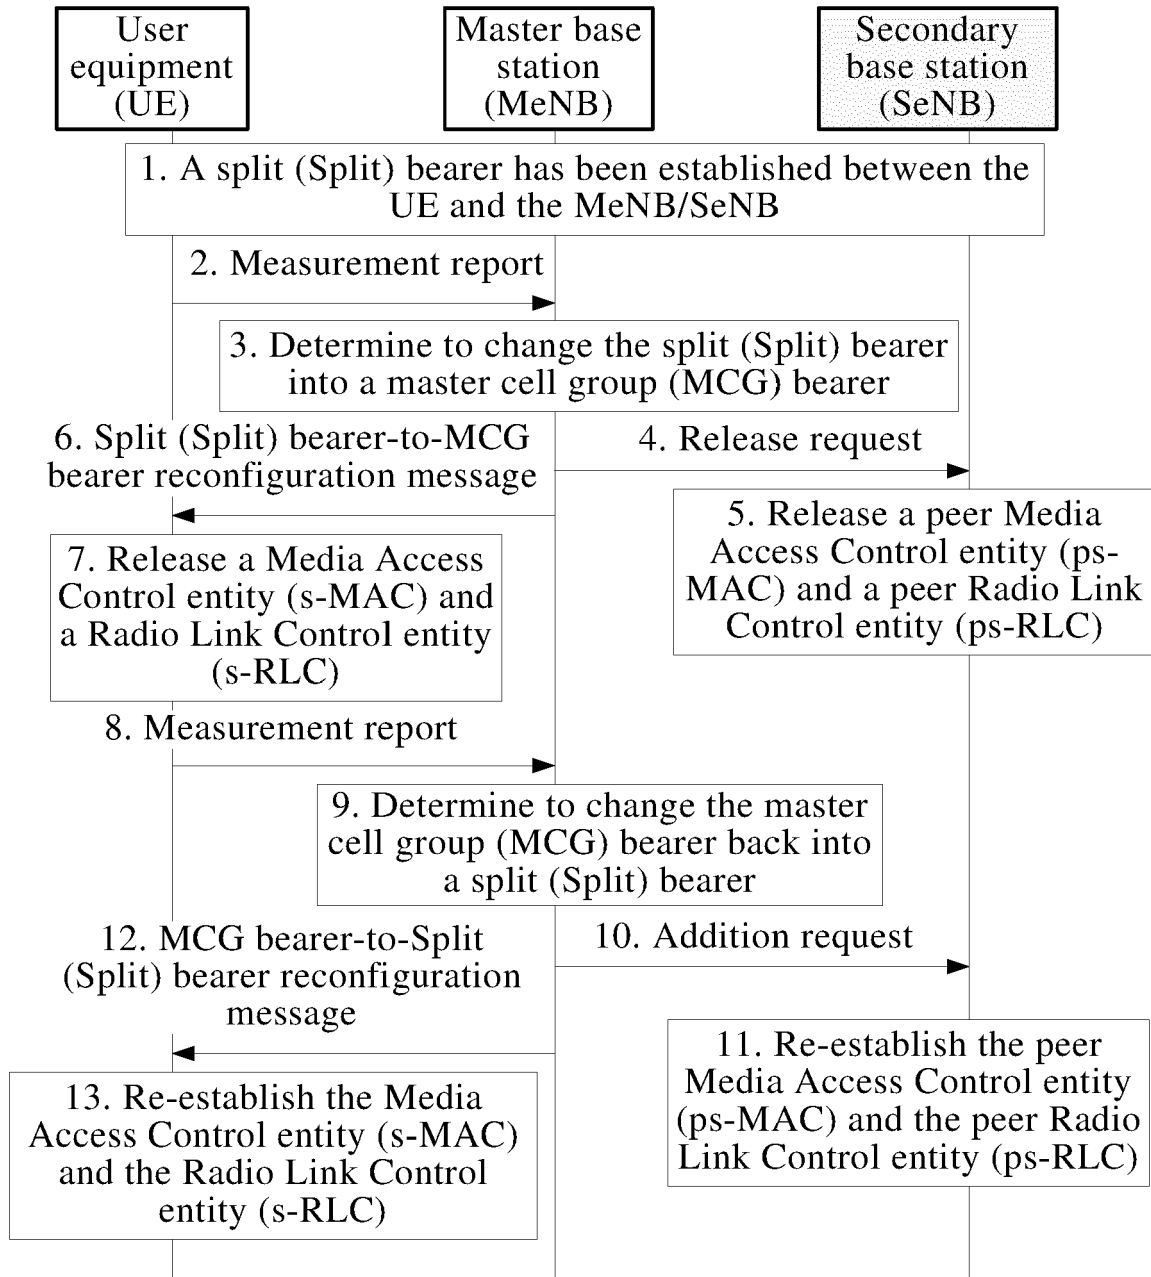 User
equipment
(UE)
Master base
station
(MeNB)
Secondary
base station
(SeNB)
1. A split (Split) bearer has been established between the
UE and the MeNB/SeNB
2. Measurement report
3. Determine to change the split (Split) bearer
into a master cell group (MCG) bearer
6. Split (Split) bearer-to-MCG
bearer reconfiguration message
4. Release request
5. Release a peer Media
Access Control entity (ps-
MAC) and a peer Radio Link
Control entity (ps-RLC)
7. Release a Media Access
Control entity (s-MAC) and
a Radio Link Control entity
(s-RLC)
8. Measurement report
9. Determine to change the master
cell group (MCG) bearer back into
a split (Split) bearer
12. MCG bearer-to-Split
(Split) bearer reconfiguration
message
10. Addition request
11. Re-establish the peer
Media Access Control entity
(ps-MAC) and the peer Radio
Link Control entity (ps-RLC)
13. Re-establish the Media
Access Control entity (s-MAC)
and the Radio Link Control
entity (s-RLC)